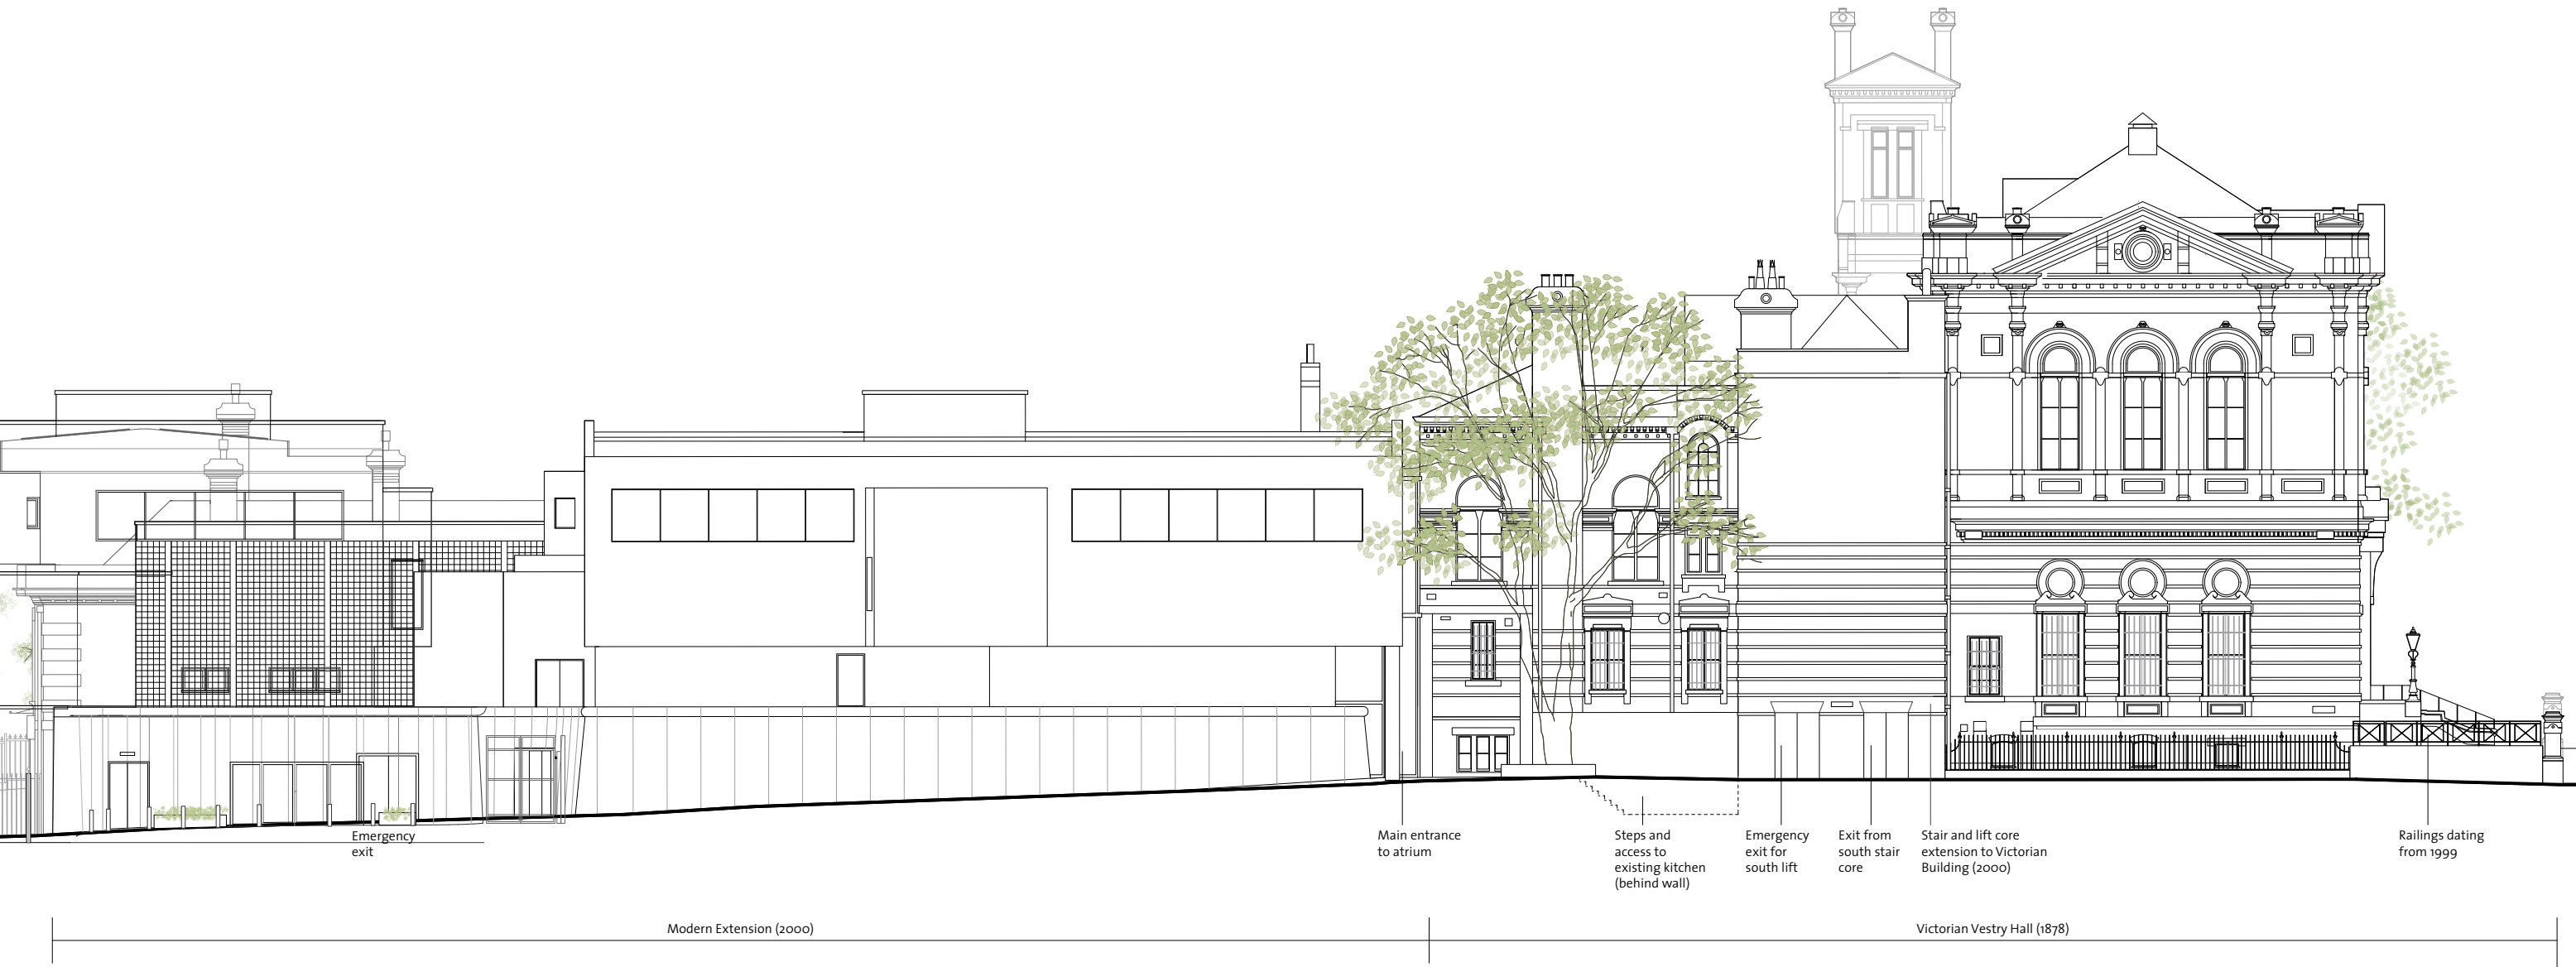 Emergency
exit
Main entrance
to atrium
Steps and
access to
existing kitchen
(behind wall)
Emergency
exit for
south lift
Exit from
south stair
core
Stair and lift core
extension to Victorian
Building (2000)
Railings dating
from 1999
Modern Extension (2000)
Victorian Vestry Hall (1878)